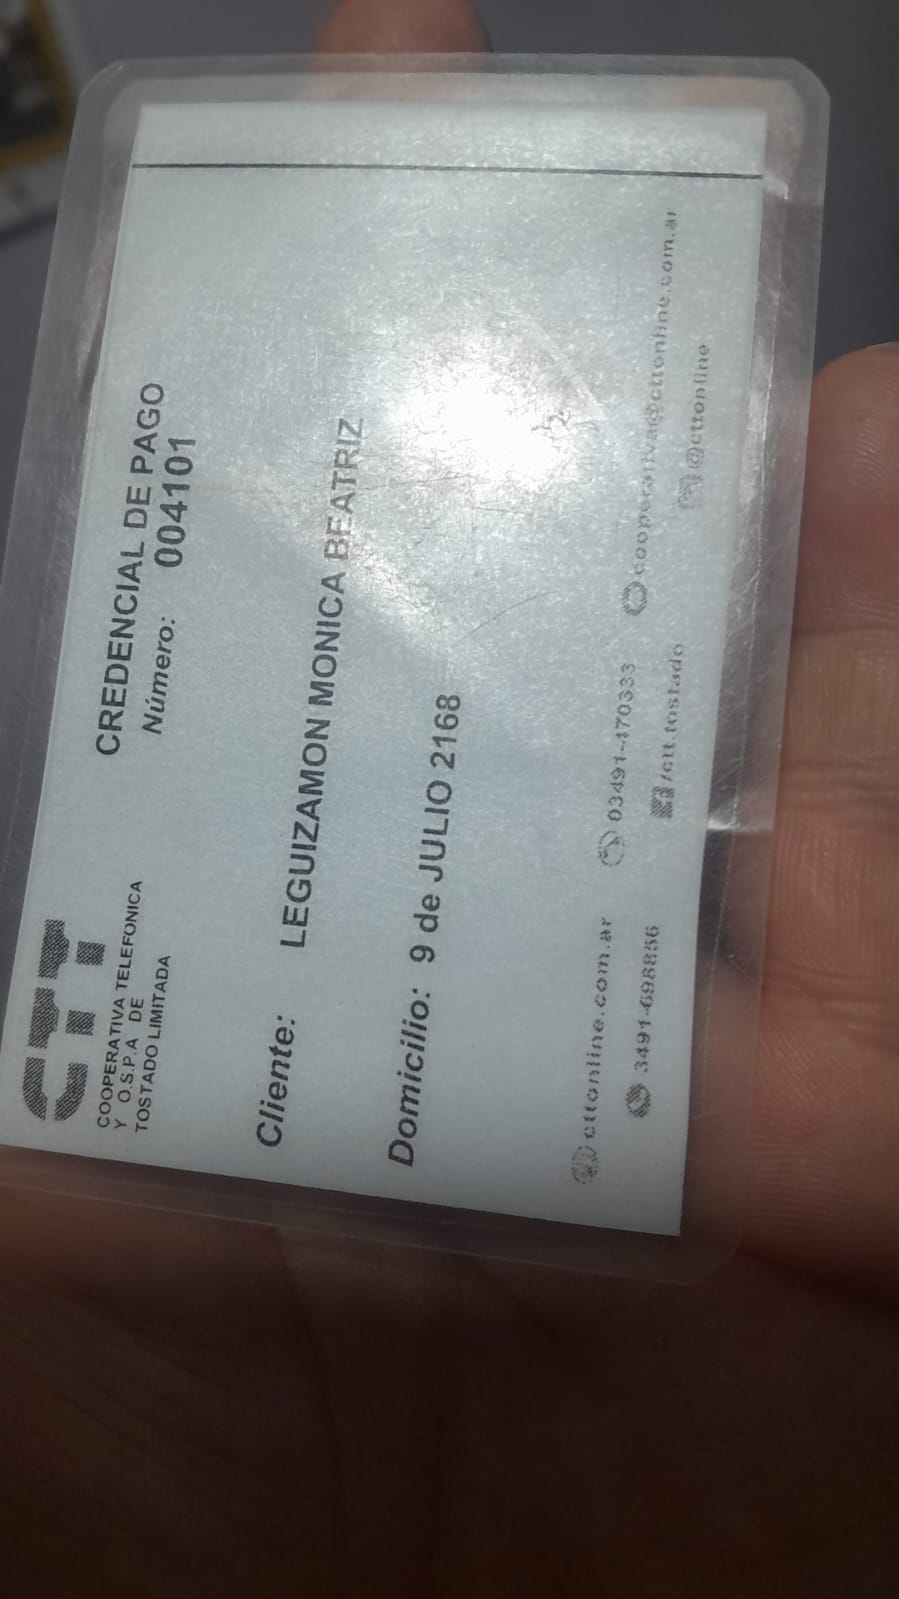 CTT
COOPERATIVA TELEFONICA
Y O.S.P.A DE
TOSTADO LIMITADA
CREDENCIAL DE PAGO
Número: 004101
Cliente: LEGUIZAMON MONICA BEATRIZ
Domicilio: 9 de JULIO 2168
cttonline.com.ar 03491-470333 cooperativa@cttonline.com.ar
3491-698856 /ctt.tostado @cttonline